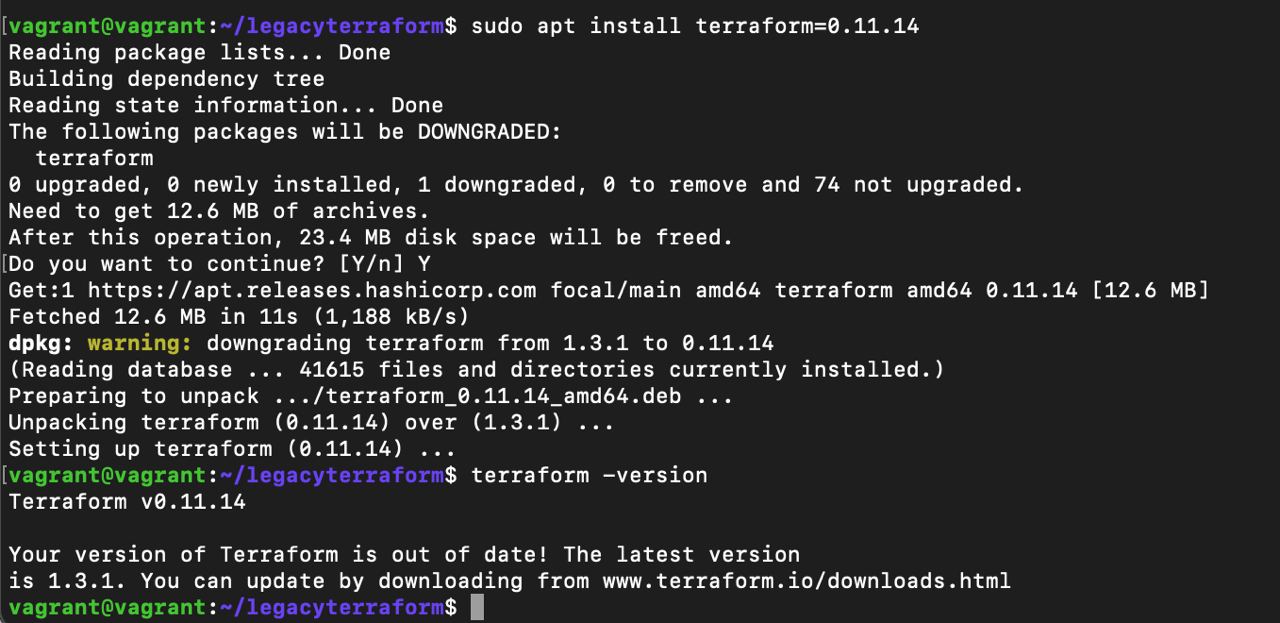 [vagrant@vagrant:~/legacyterraform$ sudo apt install terraform=0.11.14
Reading package lists... Done
Building dependency tree
Reading state information... Done
The following packages will be DOWNGRADED:
  terraform
0 upgraded, 0 newly installed, 1 downgraded, 0 to remove and 74 not upgraded.
Need to get 12.6 MB of archives.
After this operation, 23.4 MB disk space will be freed.
[Do you want to continue? [Y/n] Y
Get:1 https://apt.releases.hashicorp.com focal/main amd64 terraform amd64 0.11.14 [12.6 MB]
Fetched 12.6 MB in 11s (1,188 kB/s)
dpkg: warning: downgrading terraform from 1.3.1 to 0.11.14
(Reading database ... 41615 files and directories currently installed.)
Preparing to unpack .../terraform_0.11.14_amd64.deb ...
Unpacking terraform (0.11.14) over (1.3.1) ...
Setting up terraform (0.11.14) ...
[vagrant@vagrant:~/legacyterraform$ terraform -version
Terraform v0.11.14

Your version of Terraform is out of date! The latest version
is 1.3.1. You can update by downloading from www.terraform.io/downloads.html
vagrant@vagrant:~/legacyterraform$